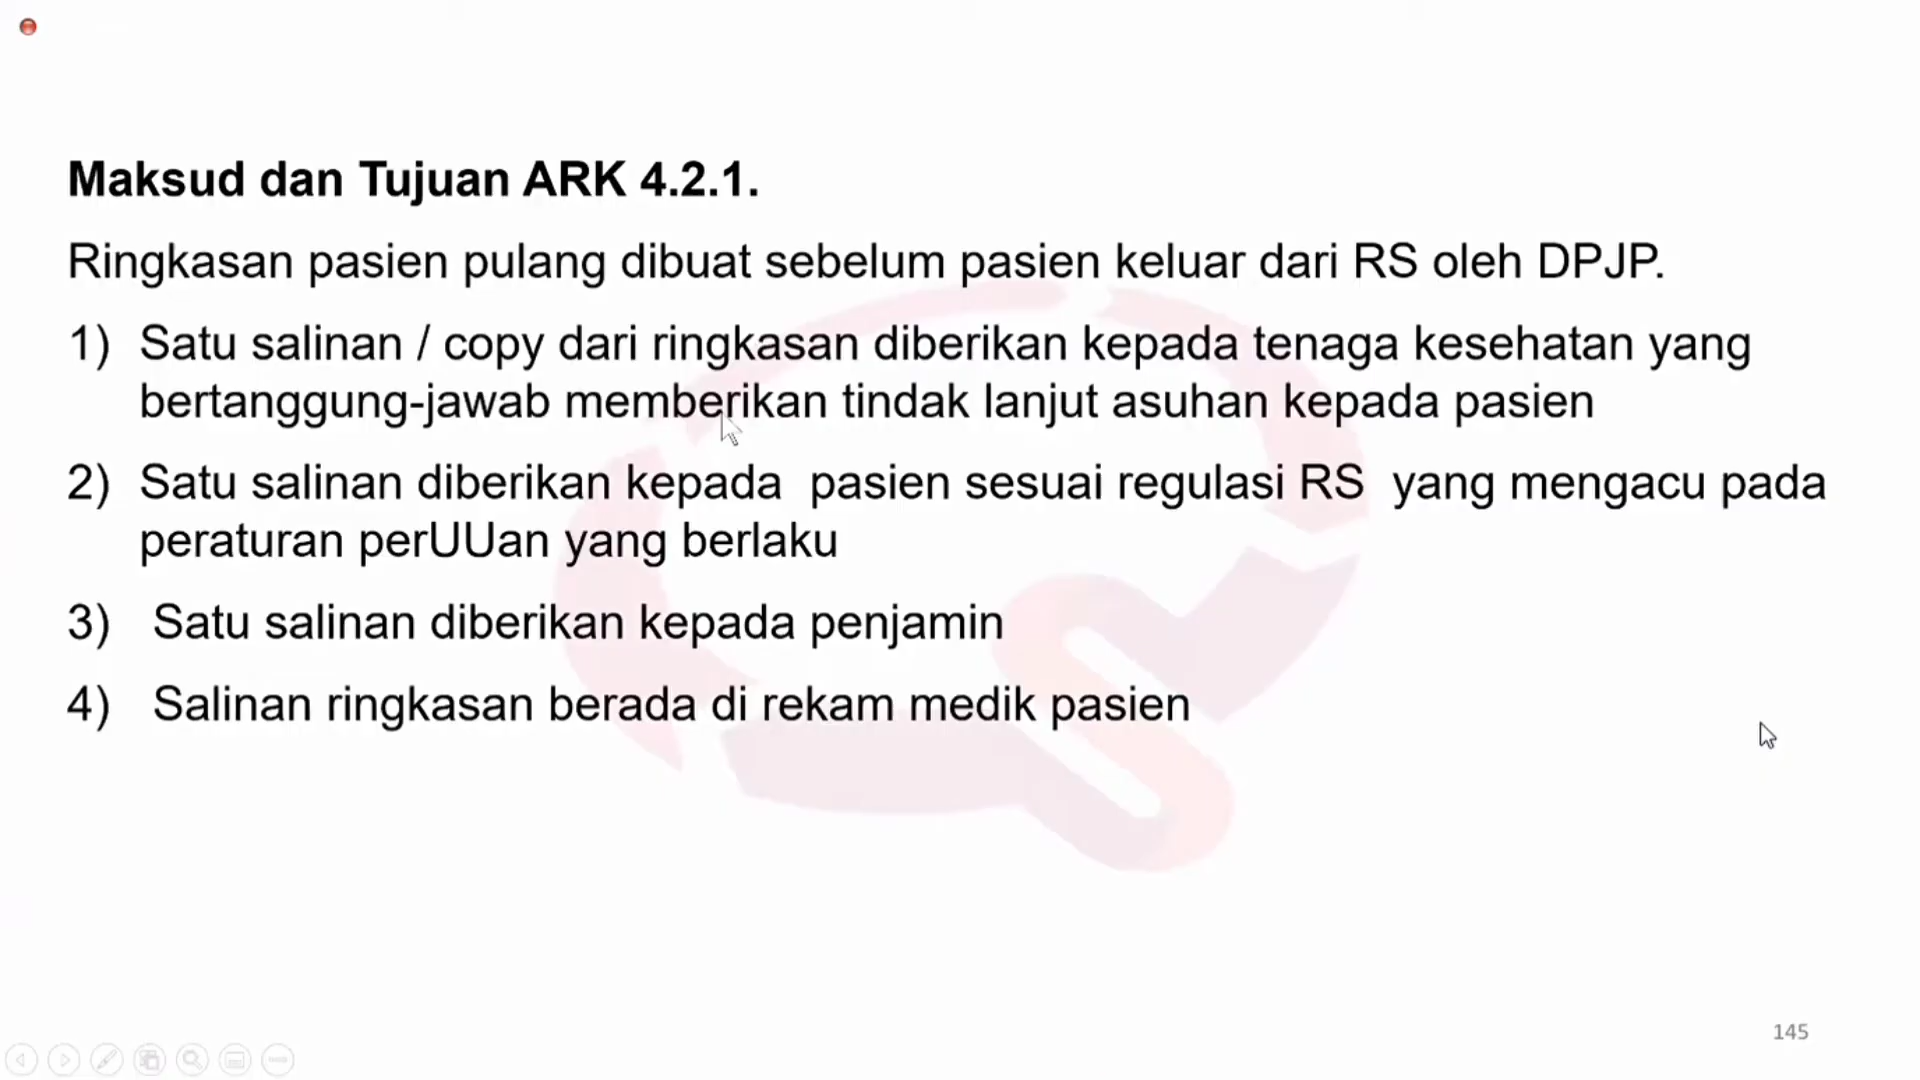 Maksud dan Tujuan ARK 4.2.1.
Ringkasan pasien pulang dibuat sebelum pasien keluar dari RS oleh DPJP.
1) Satu salinan / copy dari ringkasan diberikan kepada tenaga kesehatan yang
bertanggung-jawab memberikan tindak lanjut asuhan kepada pasien
2) Satu salinan diberikan kepada  pasien sesuai regulasi RS  yang mengacu pada
peraturan perUUan yang berlaku
3) Satu salinan diberikan kepada penjamin
4) Salinan ringkasan berada di rekam medik pasien
145